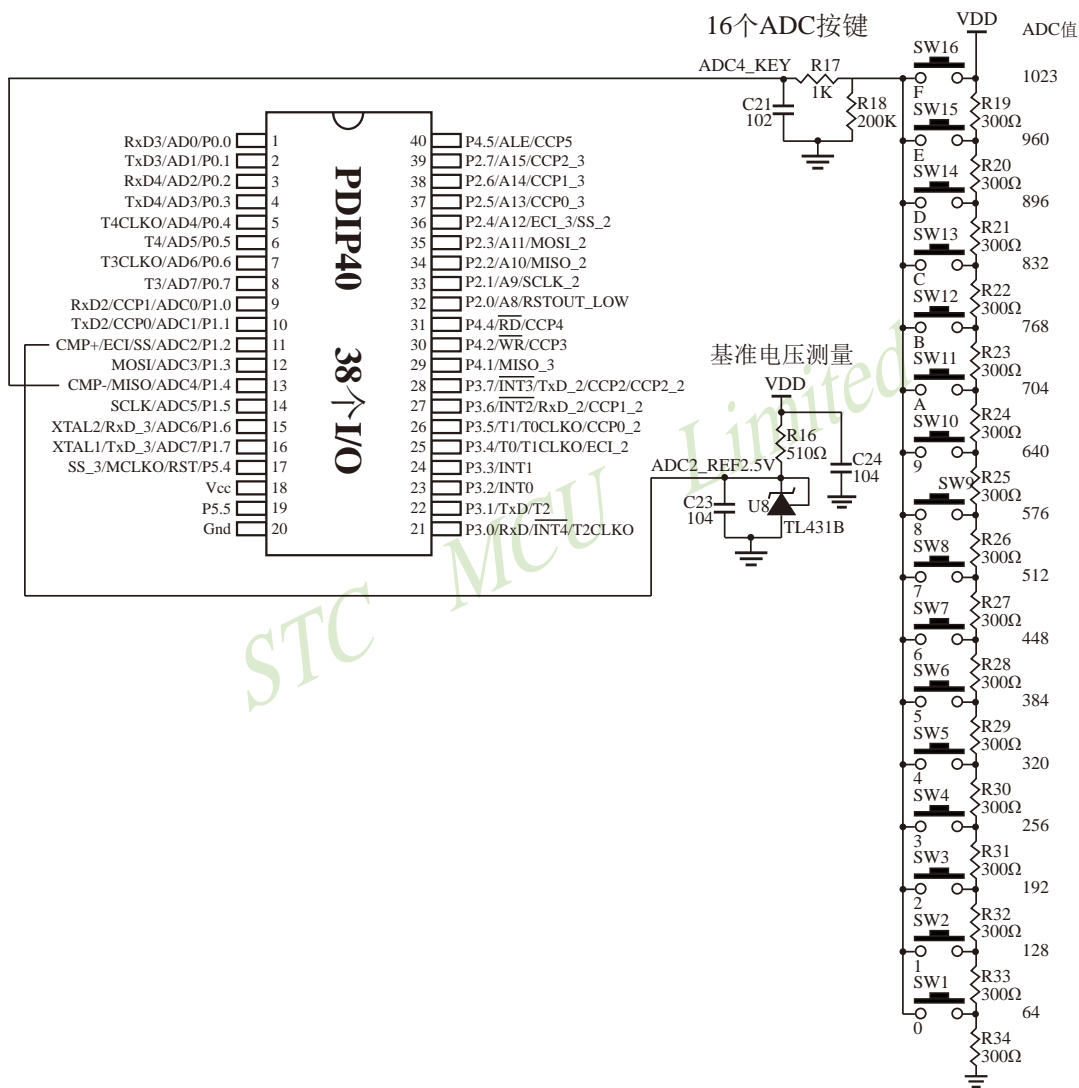 16个ADC按键
VDD
ADC值
ADC4_KEY
R17
1K
C21
102
R18
200K
SW16
F
1023
R19
300Ω
SW15
E
960
R20
300Ω
SW14
D
896
R21
300Ω
SW13
C
832
R22
300Ω
SW12
B
768
R23
300Ω
SW11
A
704
R24
300Ω
SW10
9
640
R25
300Ω
SW9
8
576
R26
300Ω
SW8
7
512
R27
300Ω
SW7
6
448
R28
300Ω
SW6
5
384
R29
300Ω
SW5
4
320
R30
300Ω
SW4
3
256
R31
300Ω
SW3
2
192
R32
300Ω
SW2
1
128
R33
300Ω
SW1
0
64
R34
300Ω
PDIP40 38个I/O
RxD3/AD0/P0.0 1
TxD3/AD1/P0.1 2
RxD4/AD2/P0.2 3
TxD4/AD3/P0.3 4
T4CLKO/AD4/P0.4 5
T4/AD5/P0.5 6
T3CLKO/AD6/P0.6 7
T3/AD7/P0.7 8
RxD2/CCP1/ADC0/P1.0 9
TxD2/CCP0/ADC1/P1.1 10
CMP+/ECI/SS/ADC2/P1.2 11
MOSI/ADC3/P1.3 12
CMP-/MISO/ADC4/P1.4 13
SCLK/ADC5/P1.5 14
XTAL2/RxD_3/ADC6/P1.6 15
XTAL1/TxD_3/ADC7/P1.7 16
SS_3/MCLKO/RST/P5.4 17
Vcc 18
P5.5 19
Gnd 20
40 P4.5/ALE/CCP5
39 P2.7/A15/CCP2_3
38 P2.6/A14/CCP1_3
37 P2.5/A13/CCP0_3
36 P2.4/A12/ECI_3/SS_2
35 P2.3/A11/MOSI_2
34 P2.2/A10/MISO_2
33 P2.1/A9/SCLK_2
32 P2.0/A8/RSTOUT_LOW
31 P4.4/RD/CCP4
30 P4.2/WR/CCP3
29 P4.1/MISO_3
28 P3.7/INT3/TxD_2/CCP2/CCP2_2
27 P3.6/INT2/RxD_2/CCP1_2
26 P3.5/T1/T0CLKO/CCP0_2
25 P3.4/T0/T1CLKO/ECI_2
24 P3.3/INT1
23 P3.2/INT0
22 P3.1/TxD/T2
21 P3.0/RxD/INT4/T2CLKO
基准电压测量
VDD
R16
510Ω
ADC2_REF2.5V
C24
104
C23
104
U8
TL431B
STC MCU Limited